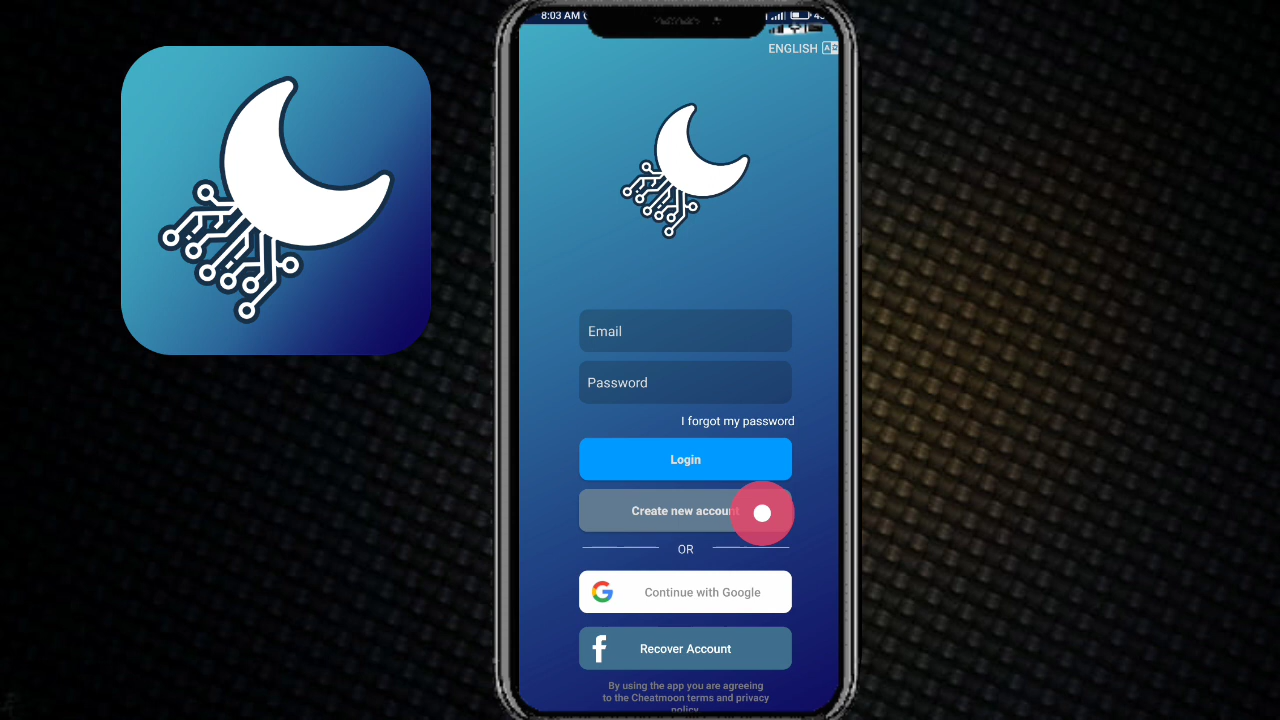 8:03 AM
ENGLISH
Email
Password
I forgot my password
Login
Create new account
OR
Continue with Google
Recover Account
By using the app you are agreeing
to the Cheatmoon terms and privacy
policy